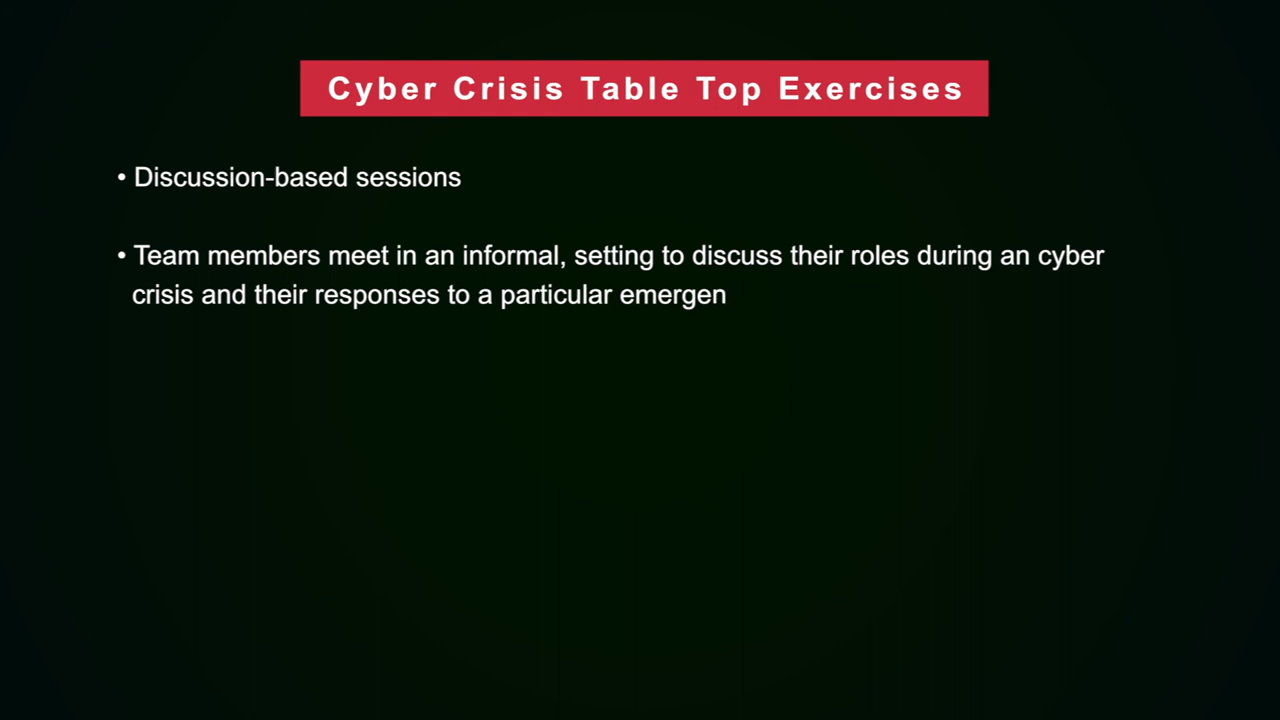 Cyber Crisis Table Top Exercises
• Discussion-based sessions
• Team members meet in an informal, setting to discuss their roles during an cyber
crisis and their responses to a particular emergen